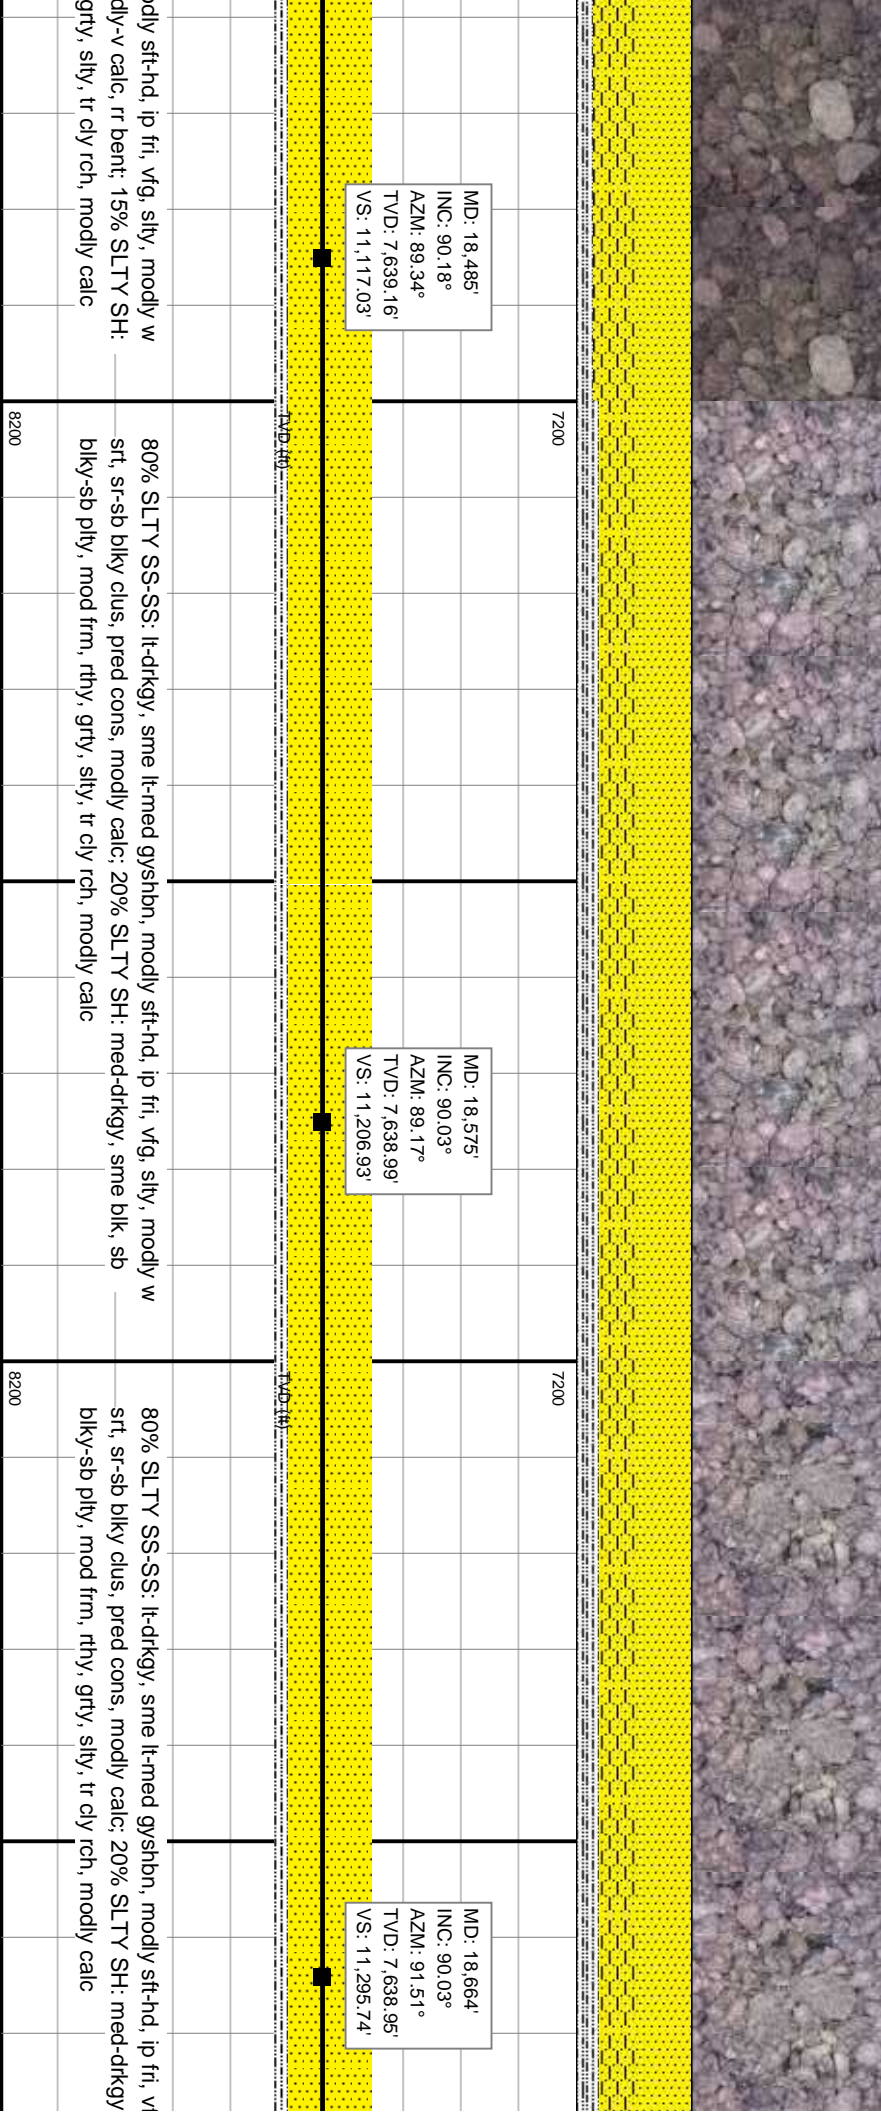 odly sft-hd, ip fri, vfg, slty, modly w
dly-v calc, rr bent; 15% SLTY SH:
grty, slty, tr cly rch, modly calc
MD: 18,485'
INC: 90.18°
AZM: 89.34°
TVD: 7,639.16'
VS: 11,117.03'
7200
TVD (ft)
8200
80% SLTY SS-SS: lt-drkgy, sme lt-med gyshbn, modly sft-hd, ip fri, vfg, slty, modly w
srt, sr-sb blky clus, pred cons, modly calc; 20% SLTY SH: med-drkgy, sme blk, sb
blky-sb plty, mod frm, rthy, grty, slty, tr cly rch, modly calc
MD: 18,575'
INC: 90.03°
AZM: 89.17°
TVD: 7,638.99'
VS: 11,206.93'
7200
TVD (ft)
8200
80% SLTY SS-SS: lt-drkgy, sme lt-med gyshbn, modly sft-hd, ip fri, vf
srt, sr-sb blky clus, pred cons, modly calc; 20% SLTY SH: med-drkgy
blky-sb plty, mod frm, rthy, grty, slty, tr cly rch, modly calc
MD: 18,664'
INC: 90.03°
AZM: 91.51°
TVD: 7,638.95'
VS: 11,295.74'